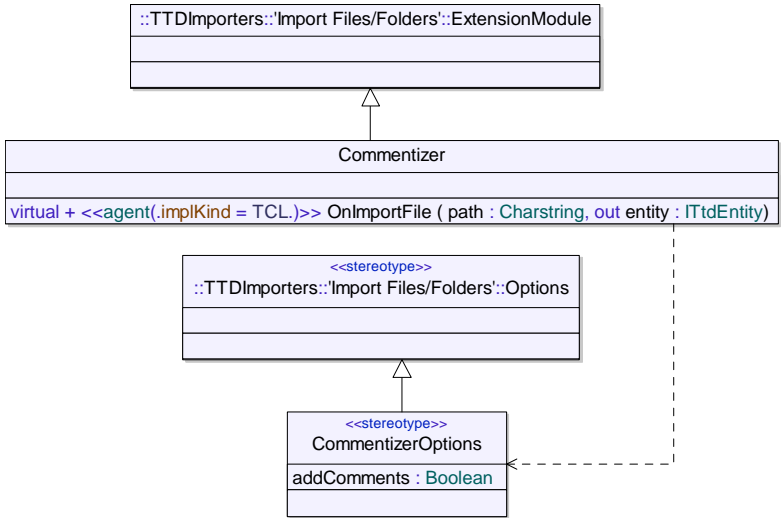 ::TTDImporters::'Import Files/Folders'::ExtensionModule
Commentizer
virtual + <<agent(.implKind = TCL.)>> OnImportFile ( path : Charstring, out entity : ITtdEntity)
<<stereotype>>
::TTDImporters::'Import Files/Folders'::Options
<<stereotype>>
CommentizerOptions
addComments : Boolean